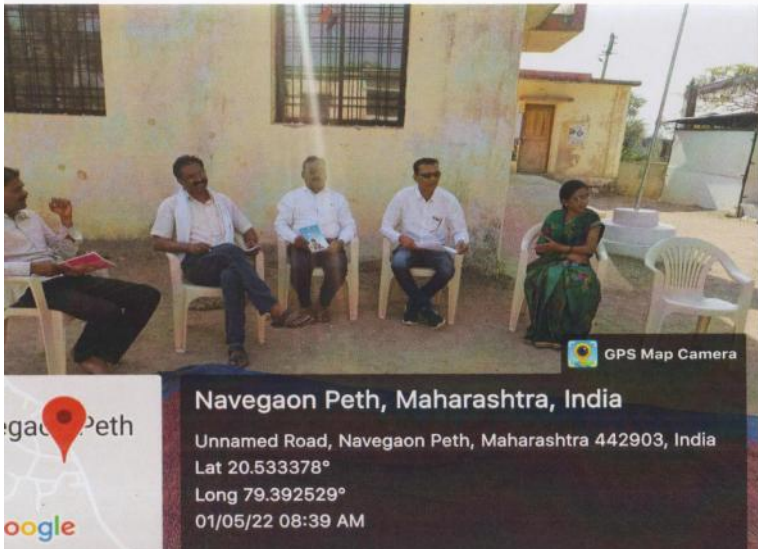 GPS Map Camera
Navegaon Peth, Maharashtra, India
Unnamed Road, Navegaon Peth, Maharashtra 442903, India
Lat 20.533378°
Long 79.392529°
01/05/22 08:39 AM
Peth
oogle